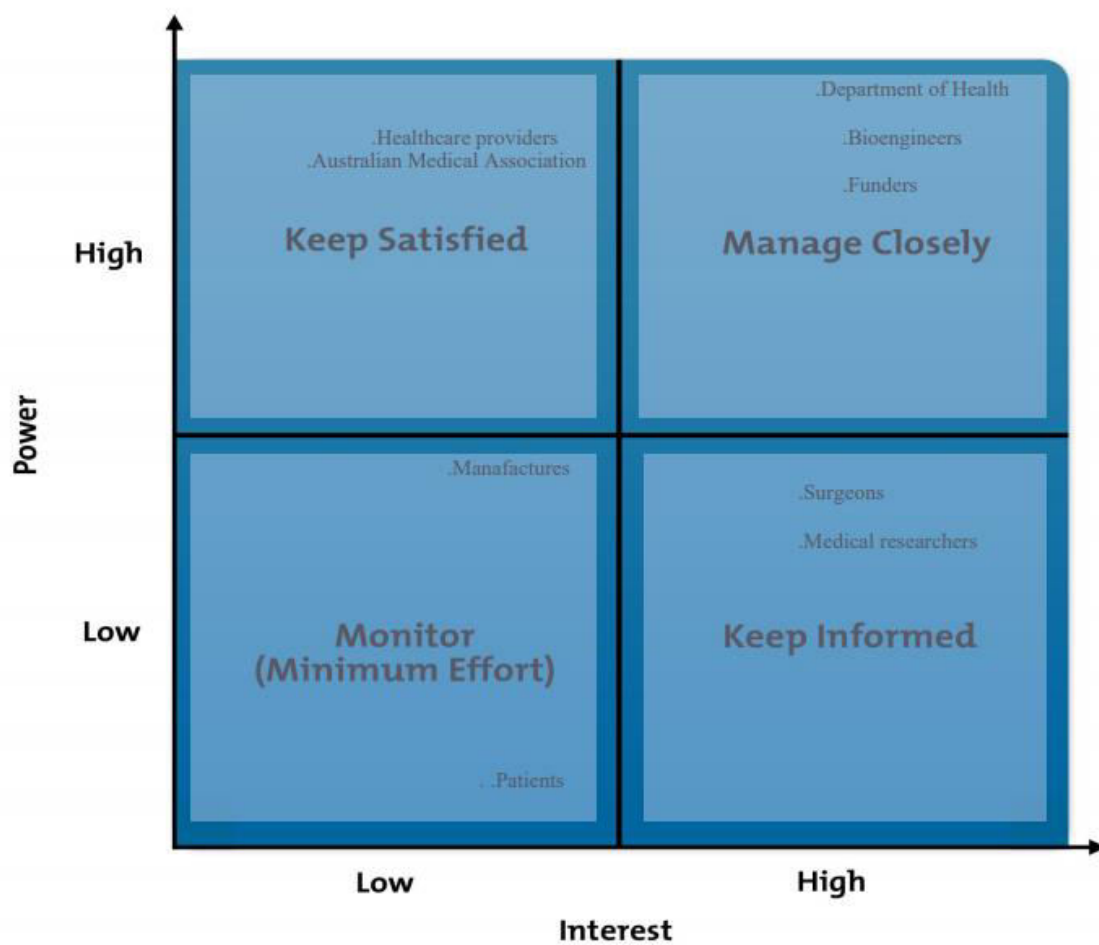 .Department of Health
.Healthcare providers
.Bioengineers
.Australian Medical Association
.Funders
Keep Satisfied
Manage Closely
High
Power
.Manafactures
.Surgeons
.Medical researchers
Low
Monitor
(Minimum Effort)
Keep Informed
. .Patients
Low
High
Interest